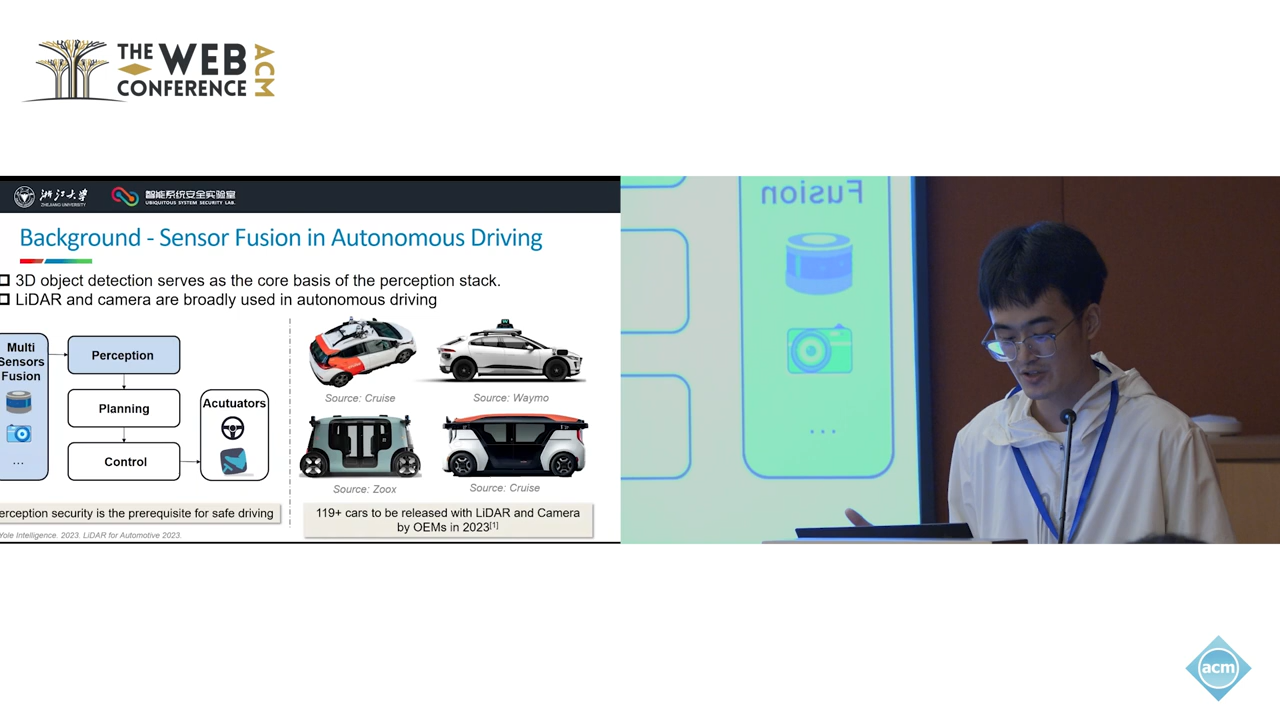 THE WEB
CONFERENCE
ACM
浙江大学
ZHEJIANG UNIVERSITY
智能系统安全实验室
UBIQUITOUS SYSTEM SECURITY LAB.
Background - Sensor Fusion in Autonomous Driving
3D object detection serves as the core basis of the perception stack.
LiDAR and camera are broadly used in autonomous driving
Multi
Sensors
Fusion
...
Perception
Planning
Control
Acutuators
Source: Cruise
Source: Waymo
Source: Zoox
Source: Cruise
erception security is the prerequisite for safe driving
119+ cars to be released with LiDAR and Camera
by OEMs in 2023[1]
Yole Intelligence. 2023. LiDAR for Automotive 2023.
Fusion
...
acm